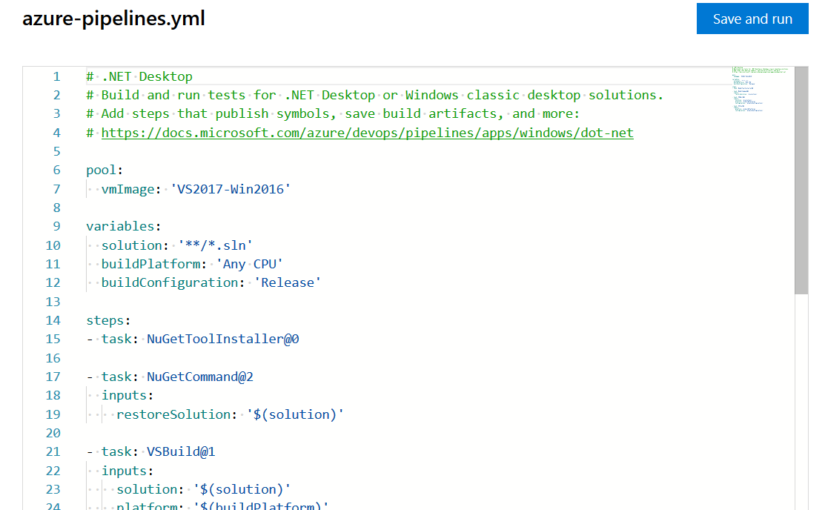 azure-pipelines.yml
Save and run
1 # .NET Desktop
2 # Build and run tests for .NET Desktop or Windows classic desktop solutions.
3 # Add steps that publish symbols, save build artifacts, and more:
4 # https://docs.microsoft.com/azure/devops/pipelines/apps/windows/dot-net
5
6 pool:
7   vmImage: 'VS2017-Win2016'
8
9 variables:
10   solution: '**/*.sln'
11   buildPlatform: 'Any CPU'
12   buildConfiguration: 'Release'
13
14 steps:
15 - task: NuGetToolInstaller@0
16
17 - task: NuGetCommand@2
18   inputs:
19     restoreSolution: '$(solution)'
20
21 - task: VSBuild@1
22   inputs:
23     solution: '$(solution)'
24     platform: '$(buildPlatform)'